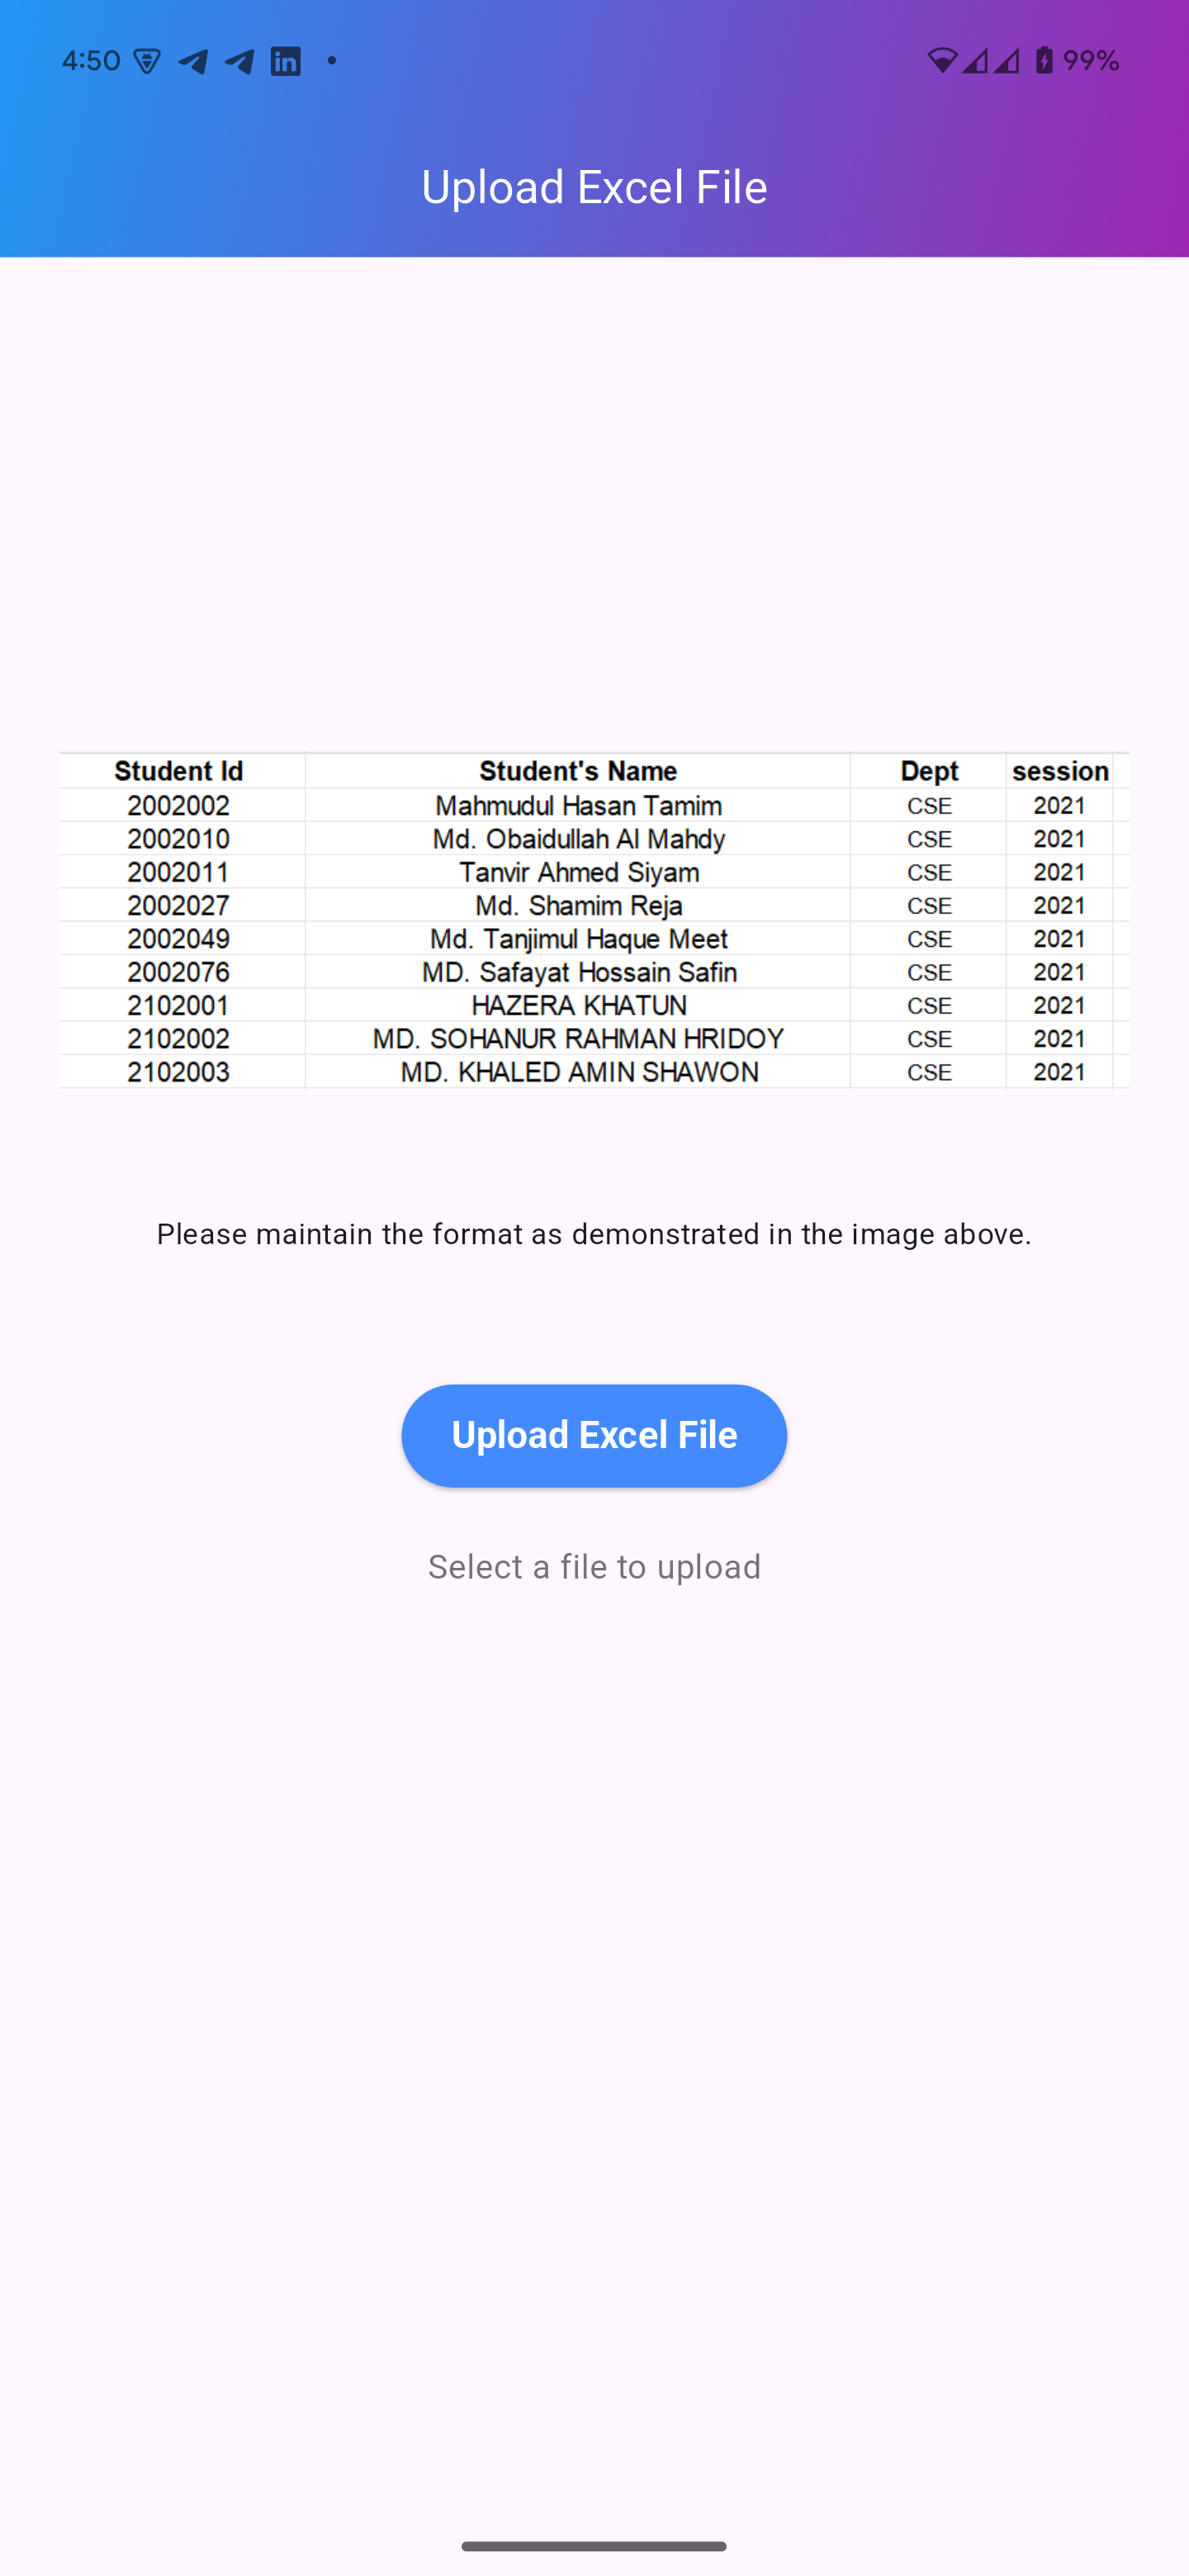 4:50 in 99%
Upload Excel File
Student Id Student's Name Dept session
2002002 Mahmudul Hasan Tamim CSE 2021
2002010 Md. Obaidullah Al Mahdy CSE 2021
2002011 Tanvir Ahmed Siyam CSE 2021
2002027 Md. Shamim Reja CSE 2021
2002049 Md. Tanjimul Haque Meet CSE 2021
2002076 MD. Safayat Hossain Safin CSE 2021
2102001 HAZERA KHATUN CSE 2021
2102002 MD. SOHANUR RAHMAN HRIDOY CSE 2021
2102003 MD. KHALED AMIN SHAWON CSE 2021
Please maintain the format as demonstrated in the image above.
Upload Excel File
Select a file to upload